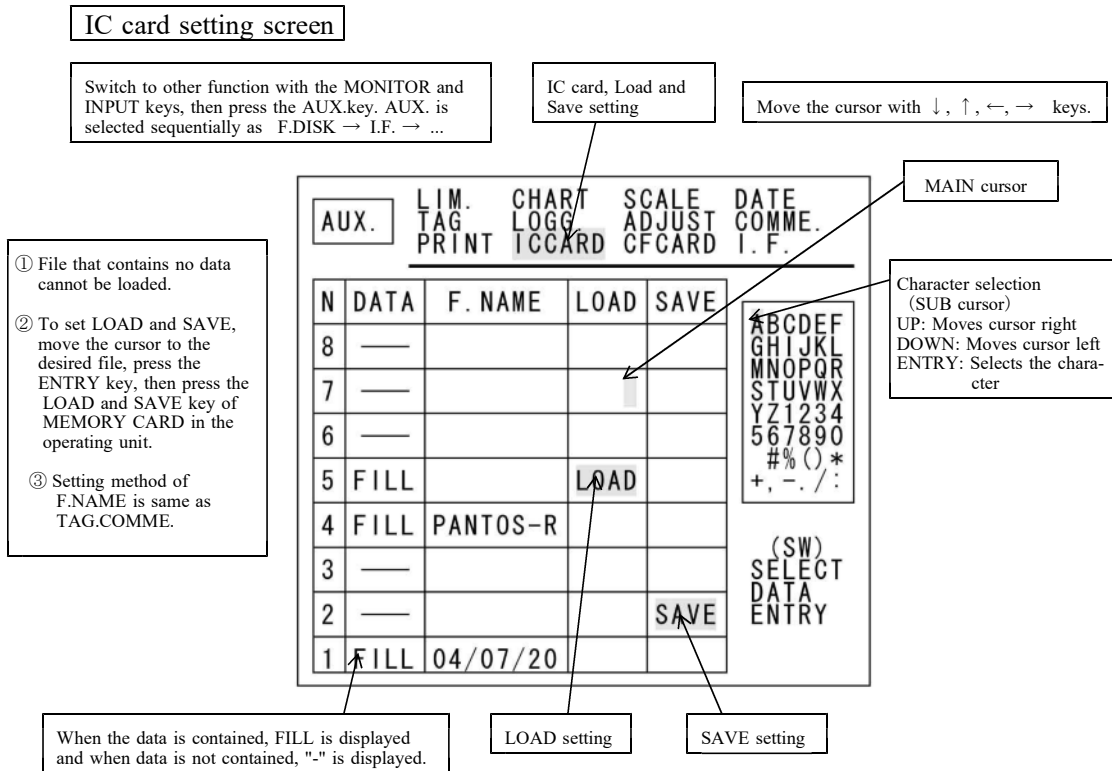 IC card setting screen
Switch to other function with the MONITOR and
INPUT keys, then press the AUX.key. AUX. is
selected sequentially as F.DISK → I.F. → ...
IC card, Load and
Save setting
Move the cursor with ↓, ↑, ←, → keys.
MAIN cursor
① File that contains no data
cannot be loaded.
② To set LOAD and SAVE,
move the cursor to the
desired file, press the
ENTRY key, then press the
LOAD and SAVE key of
MEMORY CARD in the
operating unit.
③ Setting method of
F.NAME is same as
TAG.COMME.
AUX.
LIM. CHART SCALE DATE
TAG LOGG. ADJUST COMME.
PRINT ICCARD CFCARD I.F.
N DATA F.NAME LOAD SAVE
8 —
7 —
6 —
5 FILL LOAD
4 FILL PANTOS-R
3 —
2 — SAVE
1 FILL 04/07/20
ABCDEF
GHIJKL
MNOPQR
STUVWX
YZ1234
567890
#%()*
+,-./:
(SW)
SELECT
DATA
ENTRY
Character selection
(SUB cursor)
UP: Moves cursor right
DOWN: Moves cursor left
ENTRY: Selects the chara-
cter
When the data is contained, FILL is displayed
and when data is not contained, "-" is displayed.
LOAD setting
SAVE setting